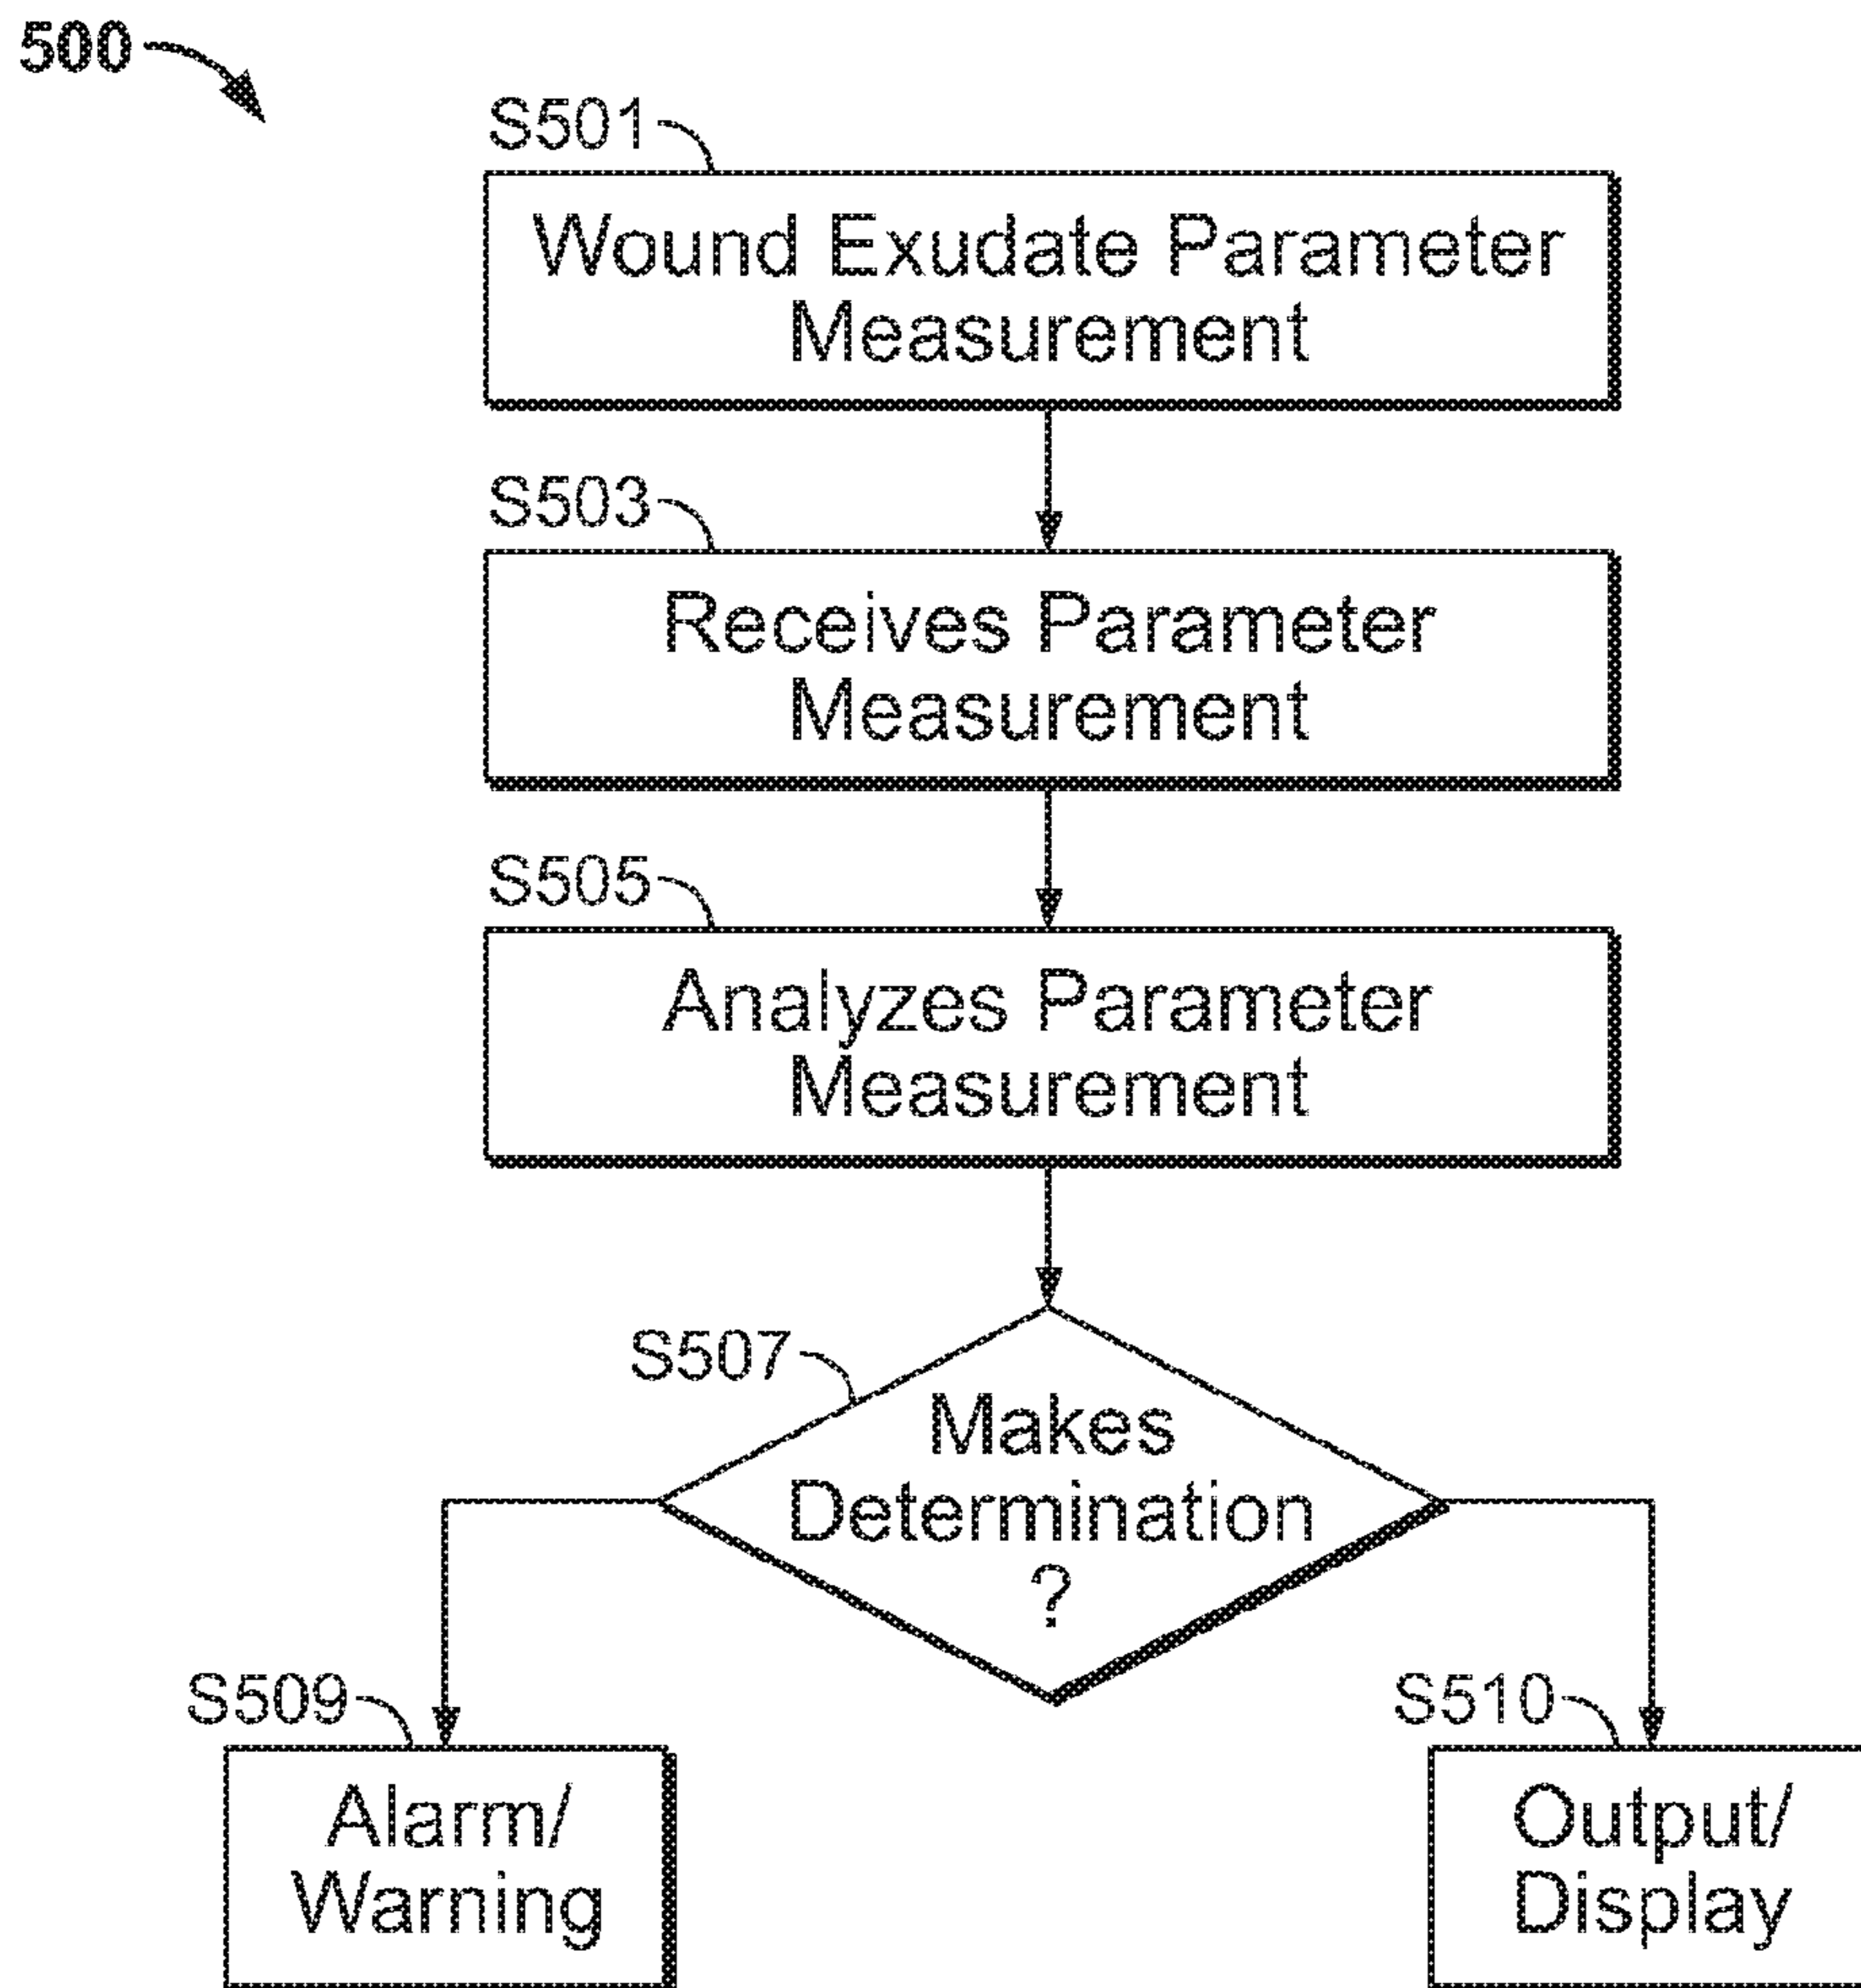 500
S501
Wound Exudate Parameter
Measurement
S503
Receives Parameter
Measurement
S505
Analyzes Parameter
Measurement
S507
Makes
Determination
?
S509
Alarm/
Warning
S510
Output/
Display